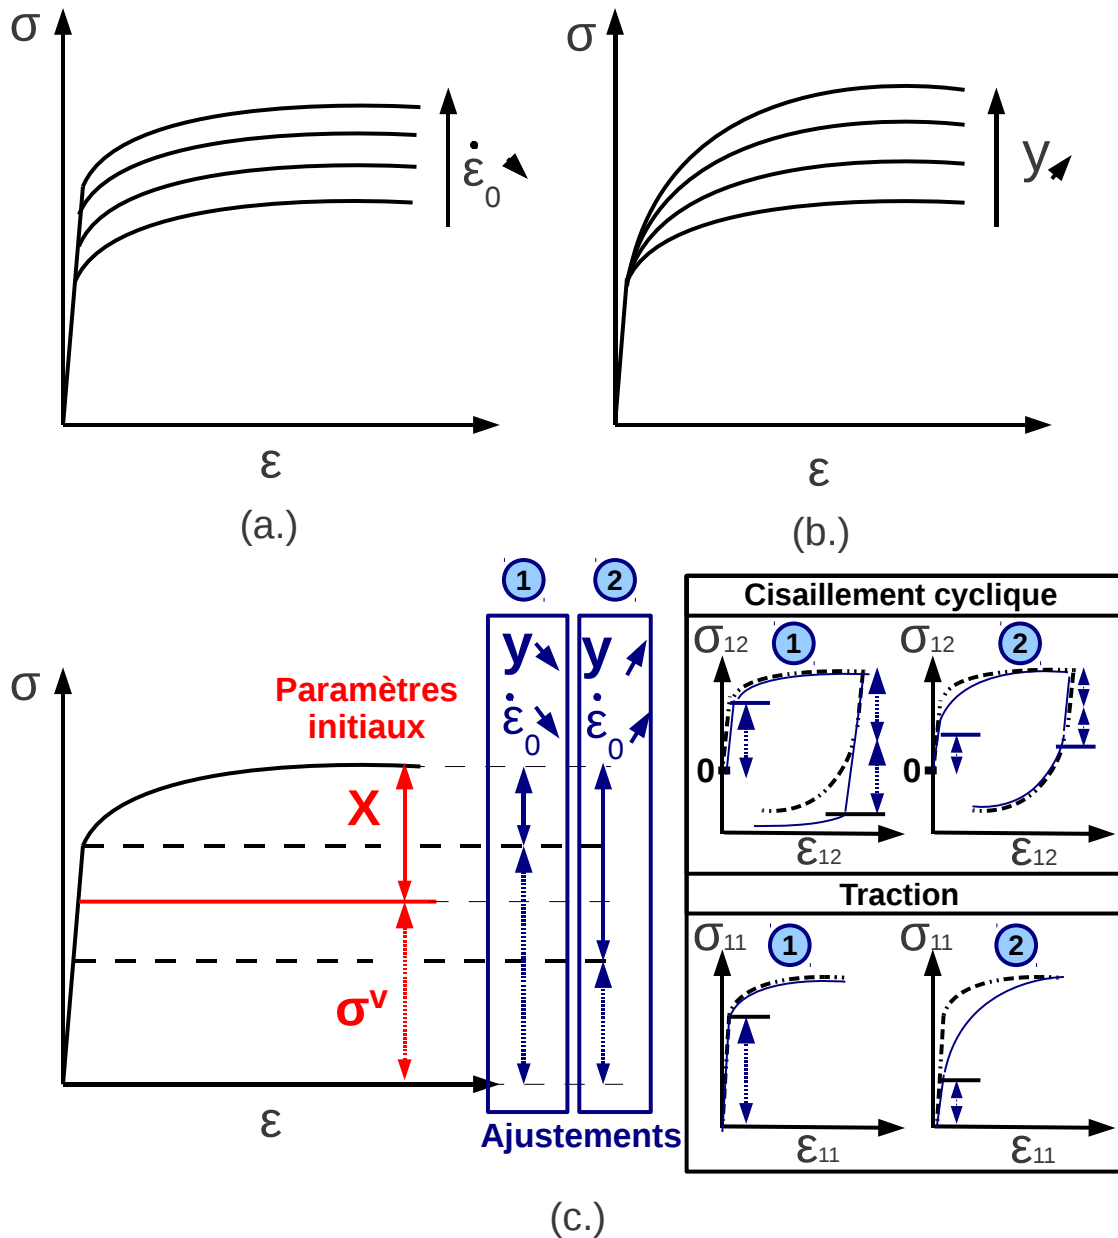 σ
ε̇0
ε
(a.)
σ
y
ε
(b.)
1
2
y
ε̇0
y
ε̇0
σ
Paramètres
initiaux
X
σv
ε
Ajustements
Cisaillement cyclique
σ12
1
0
ε12
σ12
2
0
ε12
Traction
σ11
1
ε11
σ11
2
ε11
(c.)